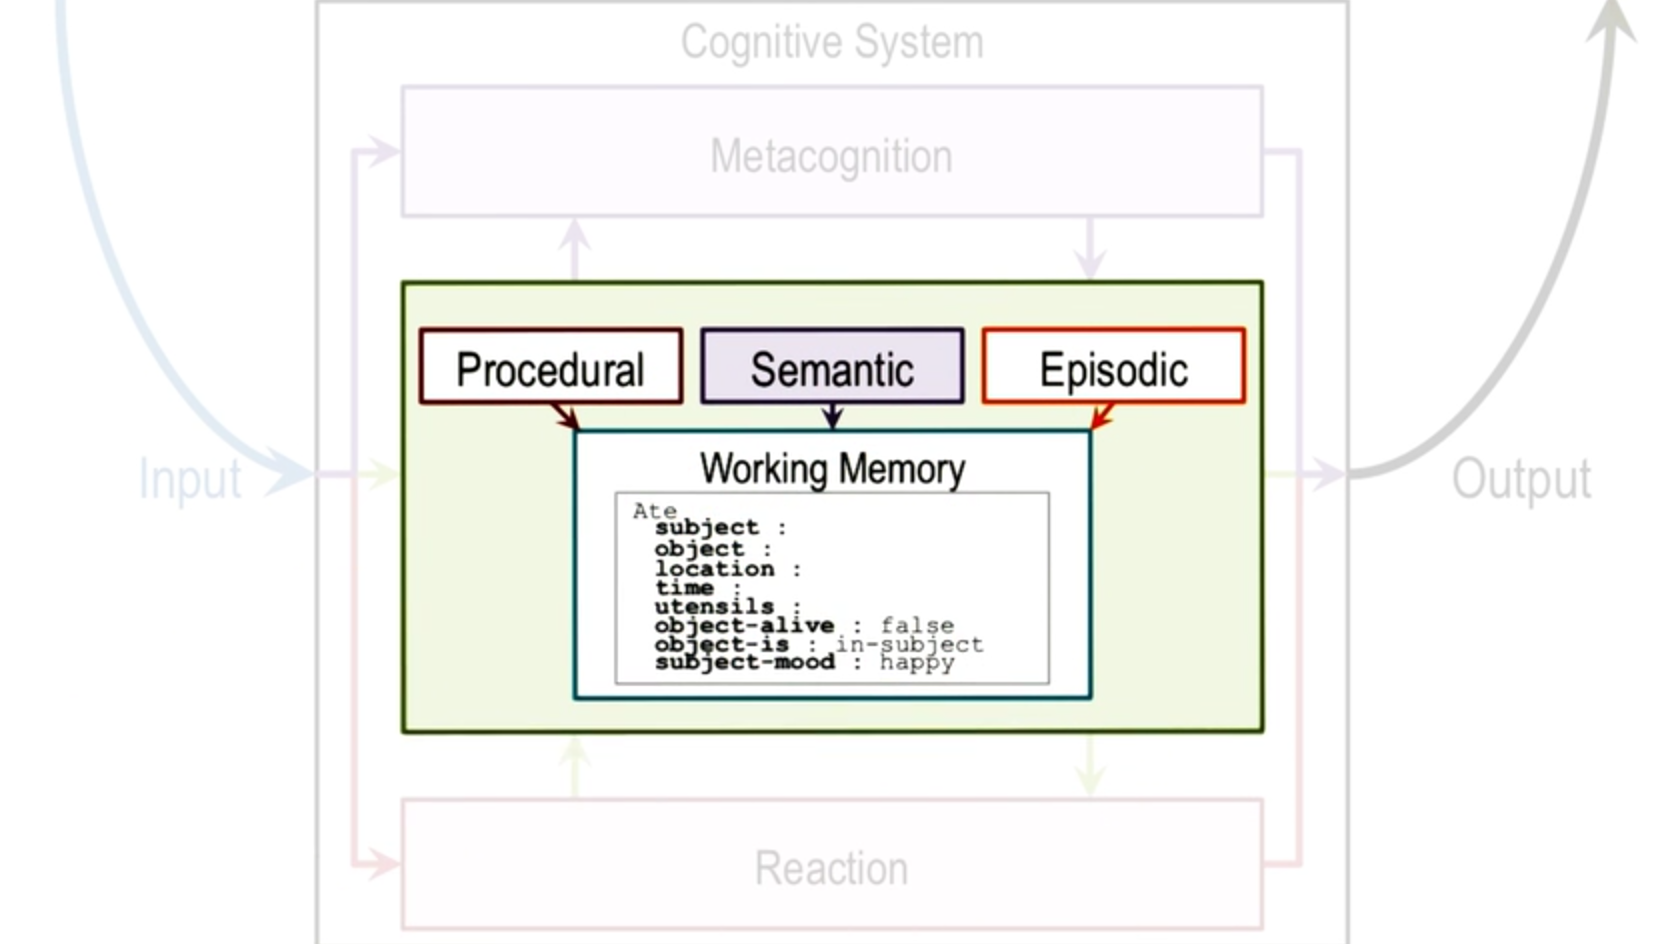 Cognitive System
Metacognition
Procedural
Semantic
Episodic
Working Memory
Ate
subject :
object :
location :
time :
utensils :
object-alive : false
object-is : in-subject
subject-mood : happy
Input
Output
Reaction